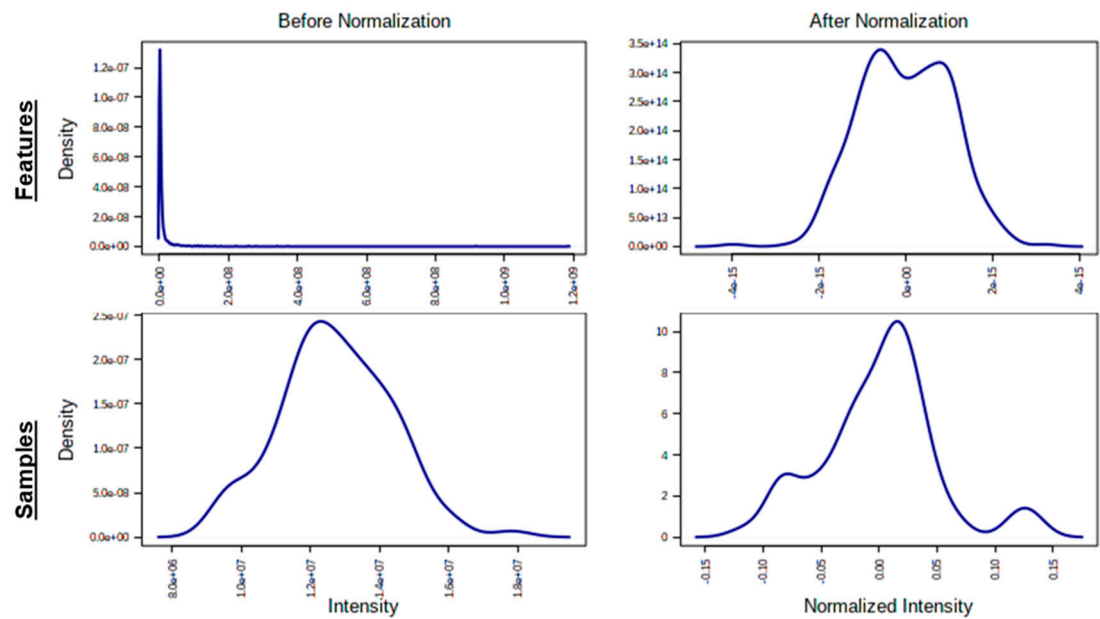 Before Normalization
After Normalization
Features
Density
1.2e-07
1.0e-07
8.0e-08
6.0e-08
4.0e-08
2.0e-08
0.0e+00
0.0e+00
2.0e+08
4.0e+08
6.0e+08
8.0e+08
1.0e+09
1.2e+09
3.5e+14
3.0e+14
2.5e+14
2.0e+14
1.5e+14
1.0e+14
5.0e+13
0.0e+00
-4e-15
-2e-15
0e+00
2e-15
4e-15
Samples
Density
2.5e-07
2.0e-07
1.5e-07
1.0e-07
5.0e-08
0.0e+00
8.0e+06
1.0e+07
1.2e+07
1.4e+07
1.6e+07
1.8e+07
Intensity
10
8
6
4
2
0
-0.15
-0.10
-0.05
0.00
0.05
0.10
0.15
Normalized Intensity